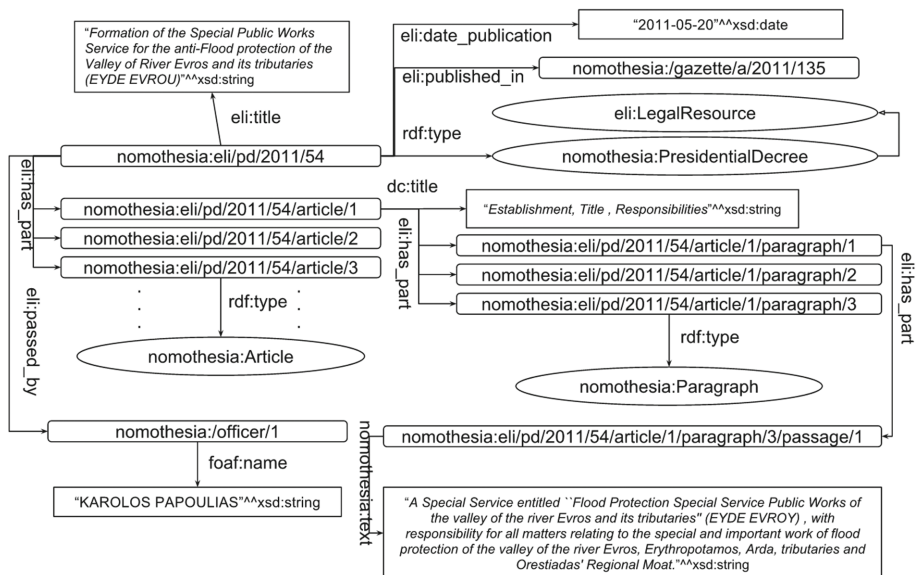 “Formation of the Special Public Works
Service for the anti-Flood protection of the
Valley of River Evros and its tributaries
(EYDE EVROU)”^^xsd:string
eli:title
eli:date_publication
“2011-05-20”^^xsd:date
eli:published_in
nomothesia:/gazette/a/2011/135
eli:LegalResource
rdf:type
nomothesia:PresidentialDecree
nomothesia:eli/pd/2011/54
eli:has_part
nomothesia:eli/pd/2011/54/article/1
nomothesia:eli/pd/2011/54/article/2
nomothesia:eli/pd/2011/54/article/3
dc:title
“Establishment, Title , Responsibilities”^^xsd:string
eli:has_part
nomothesia:eli/pd/2011/54/article/1/paragraph/1
nomothesia:eli/pd/2011/54/article/1/paragraph/2
nomothesia:eli/pd/2011/54/article/1/paragraph/3
eli:has_part
rdf:type
nomothesia:Article
rdf:type
nomothesia:Paragraph
eli:passed_by
nomothesia:/officer/1
foaf:name
“KAROLOS PAPOULIAS”^^xsd:string
nomothesia:eli/pd/2011/54/article/1/paragraph/3/passage/1
nomothesia:text
“A Special Service entitled ``Flood Protection Special Service Public Works of
the valley of the river Evros and its tributaries'' (EYDE EVROY) , with
responsibility for all matters relating to the special and important work of flood
protection of the valley of the river Evros, Erythropotamos, Arda, tributaries and
Orestiadas' Regional Moat.”^^xsd:string